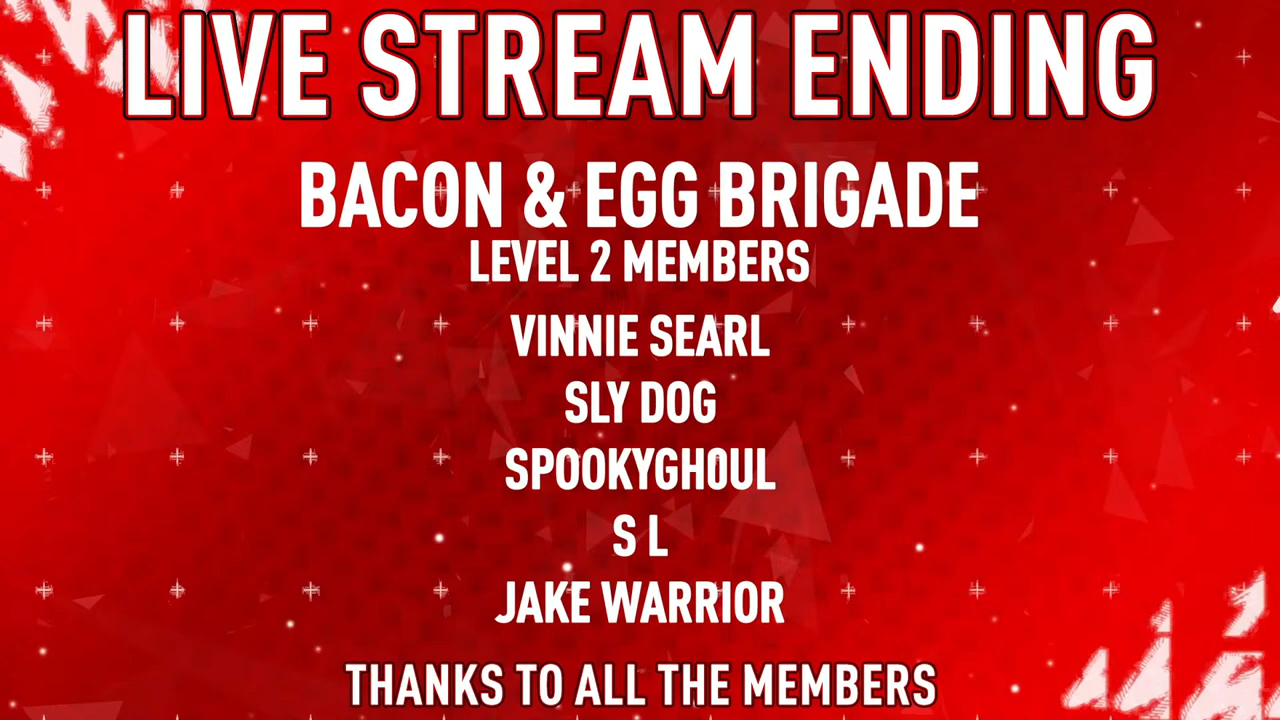 LIVE STREAM ENDING
BACON & EGG BRIGADE
LEVEL 2 MEMBERS
VINNIE SEARL
SLY DOG
SPOOKYGHOUL
S L
JAKE WARRIOR
THANKS TO ALL THE MEMBERS